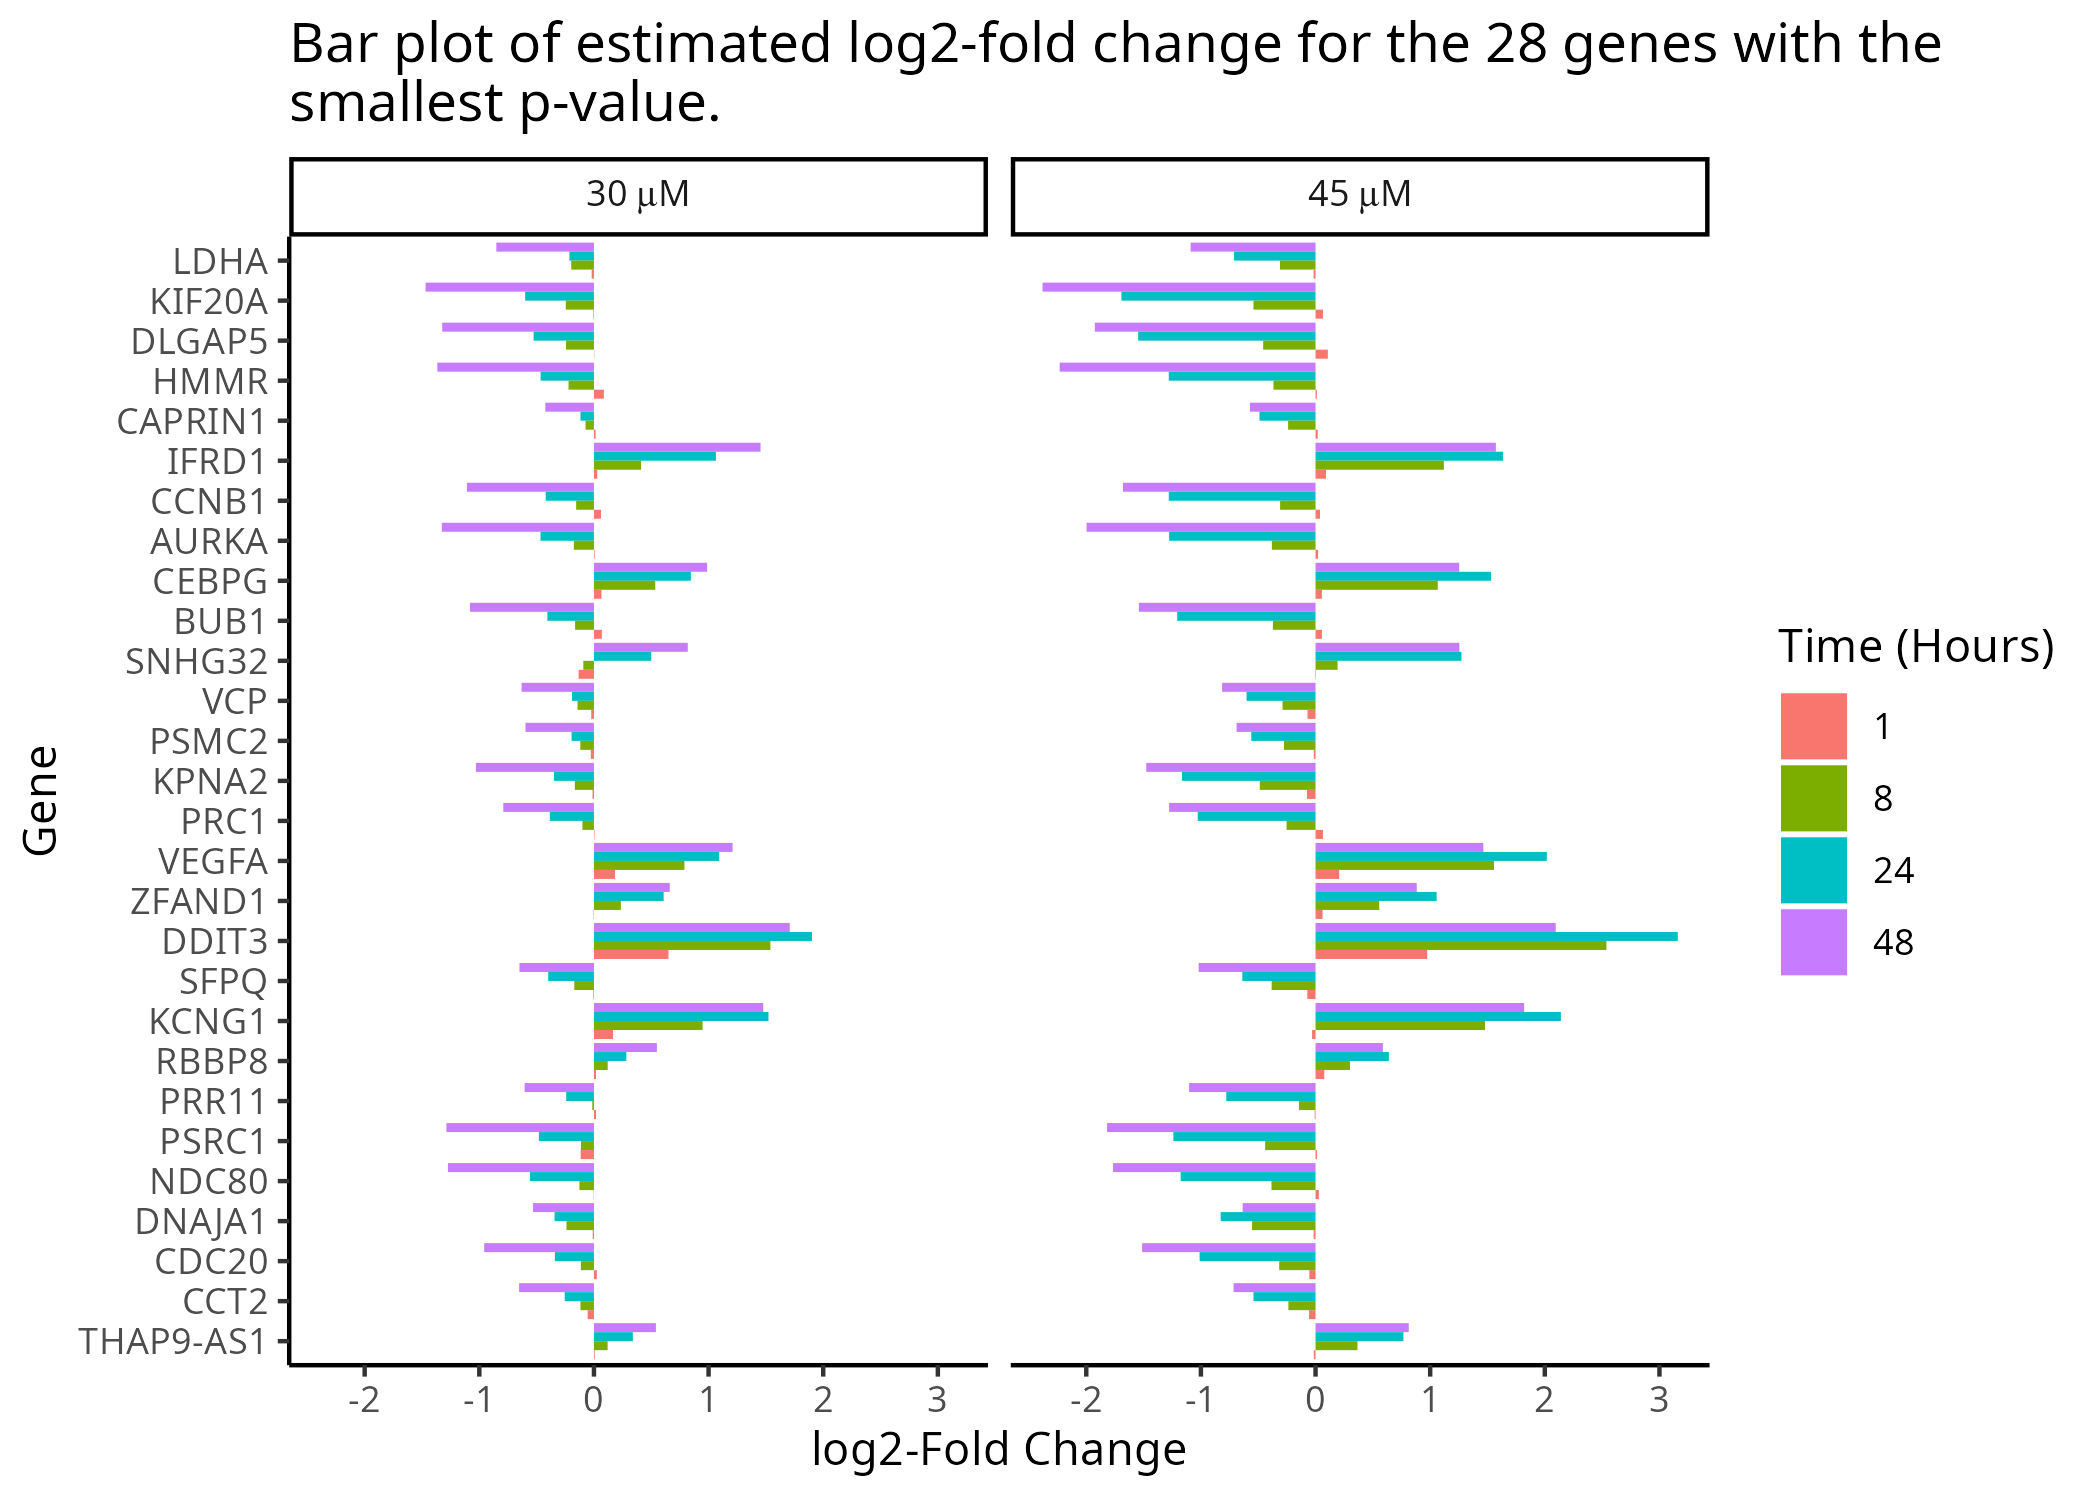 Bar plot of estimated log2-fold change for the 28 genes with the
smallest p-value.
30 μM
45 μM
LDHA
KIF20A
DLGAP5
HMMR
CAPRIN1
IFRD1
CCNB1
AURKA
CEBPG
BUB1
SNHG32
VCP
PSMC2
KPNA2
PRC1
VEGFA
ZFAND1
DDIT3
SFPQ
KCNG1
RBBP8
PRR11
PSRC1
NDC80
DNAJA1
CDC20
CCT2
THAP9-AS1
Gene
-2 -1 0 1 2 3
-2 -1 0 1 2 3
log2-Fold Change
Time (Hours)
1
8
24
48